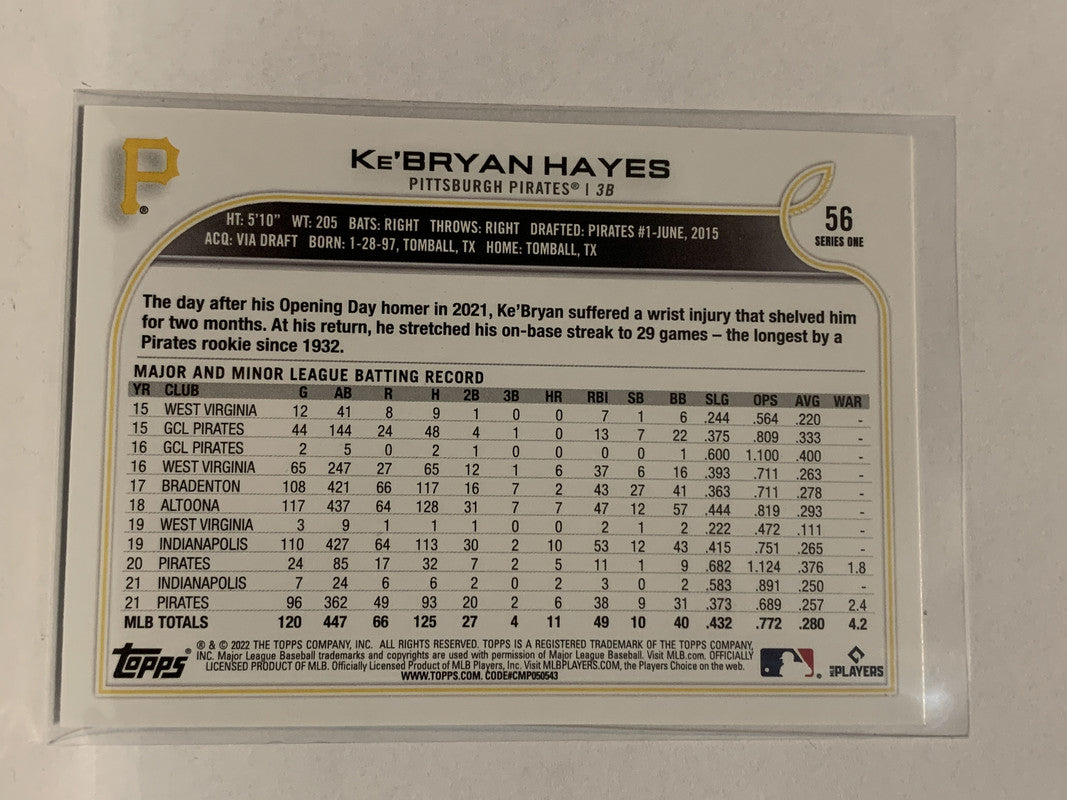 P®
KE'BRYAN HAYES
PITTSBURGH PIRATES® | 3B
56
SERIES ONE
HT: 5'10" WT: 205 BATS: RIGHT THROWS: RIGHT DRAFTED: PIRATES #1-JUNE, 2015
ACQ: VIA DRAFT BORN: 1-28-97, TOMBALL, TX HOME: TOMBALL, TX
The day after his Opening Day homer in 2021, Ke'Bryan suffered a wrist injury that shelved him
for two months. At his return, he stretched his on-base streak to 29 games – the longest by a
Pirates rookie since 1932.
MAJOR AND MINOR LEAGUE BATTING RECORD
YR CLUB G AB R H 2B 3B HR RBI SB BB SLG OPS AVG WAR
15 WEST VIRGINIA 12 41 8 9 1 0 0 7 1 6 .244 .564 .220 -
15 GCL PIRATES 44 144 24 48 4 1 0 13 7 22 .375 .809 .333 -
16 GCL PIRATES 2 5 0 2 1 0 0 0 0 1 .600 1.100 .400 -
16 WEST VIRGINIA 65 247 27 65 12 1 6 37 6 16 .393 .711 .263 -
17 BRADENTON 108 421 66 117 16 7 2 43 27 41 .363 .711 .278 -
18 ALTOONA 117 437 64 128 31 7 7 47 12 57 .444 .819 .293 -
19 WEST VIRGINIA 3 9 1 1 1 0 0 2 1 2 .222 .472 .111 -
19 INDIANAPOLIS 110 427 64 113 30 2 10 53 12 43 .415 .751 .265 -
20 PIRATES 24 85 17 32 7 2 5 11 1 9 .682 1.124 .376 1.8
21 INDIANAPOLIS 7 24 6 6 2 0 2 3 0 2 .583 .891 .250 -
21 PIRATES 96 362 49 93 20 2 6 38 9 31 .373 .689 .257 2.4
MLB TOTALS 120 447 66 125 27 4 11 49 10 40 .432 .772 .280 4.2
Topps®
® & © 2022 THE TOPPS COMPANY, INC. ALL RIGHTS RESERVED. TOPPS IS A REGISTERED TRADEMARK OF THE TOPPS COMPANY,
INC. Major League Baseball trademarks and copyrights are used with permission of Major League Baseball. Visit MLB.com. OFFICIALLY
LICENSED PRODUCT OF MLB. Officially Licensed Product of MLB Players, Inc. Visit MLBPLAYERS.COM, the Players Choice on the web.
WWW.TOPPS.COM. CODE#CMP050543
MLB PLAYERS